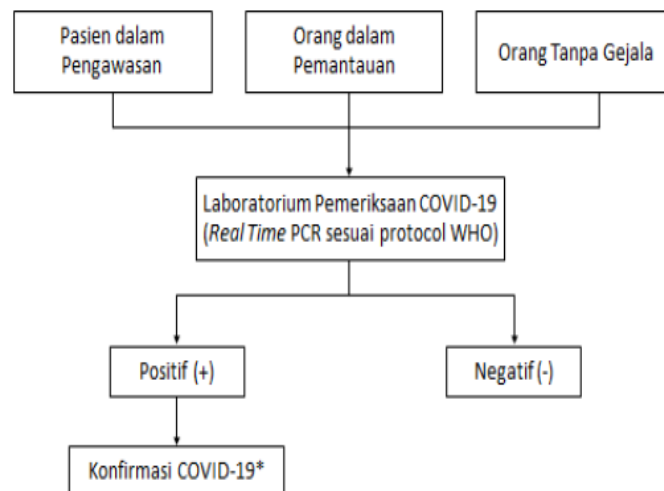 Pasien dalam
Pengawasan
Orang dalam
Pemantauan
Orang Tanpa Gejala
Laboratorium Pemeriksaan COVID-19
(Real Time PCR sesuai protocol WHO)
Positif (+)
Negatif (-)
Konfirmasi COVID-19*